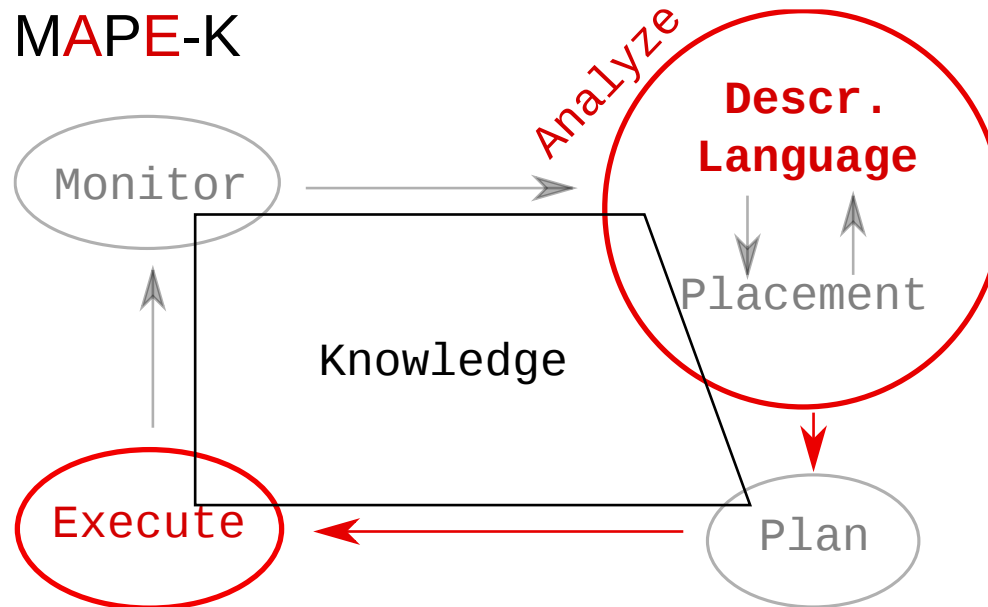 MAPE-K
Analyze
Descr.
Language
Monitor
Placement
Knowledge
Execute
Plan